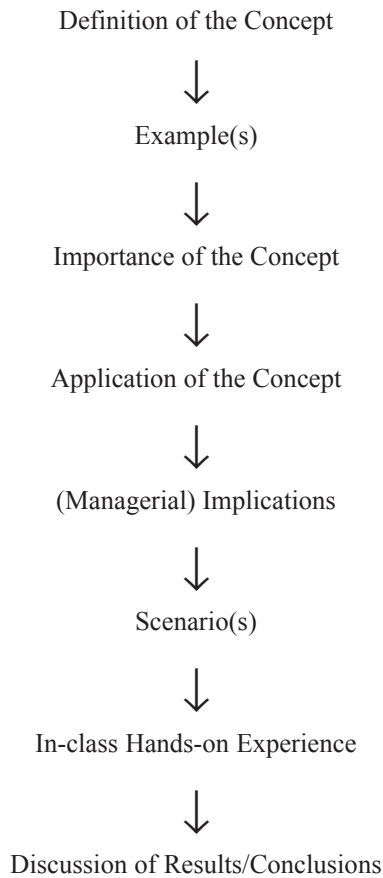 Definition of the Concept
Example(s)
Importance of the Concept
Application of the Concept
(Managerial) Implications
Scenario(s)
In-class Hands-on Experience
Discussion of Results/Conclusions